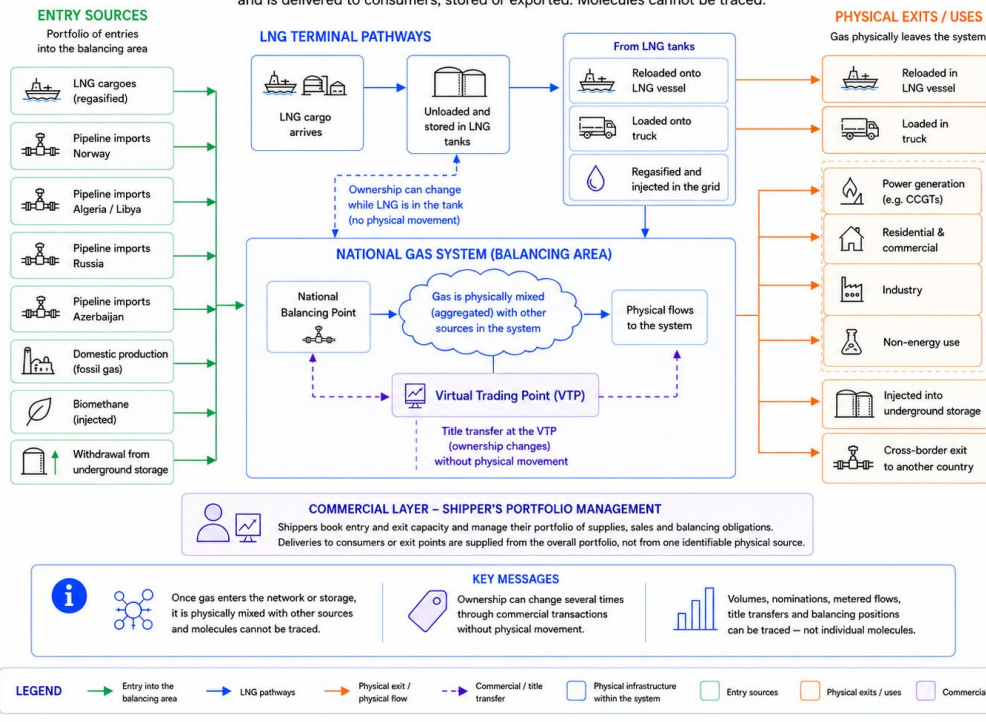 and is delivered to consumers, stored or exported. Molecules cannot be traced.
ENTRY SOURCES
Portfolio of entries
into the balancing area
LNG cargoes
(regasified)
Pipeline imports
Norway
Pipeline imports
Algeria / Libya
Pipeline imports
Russia
Pipeline imports
Azerbaijan
Domestic production
(fossil gas)
Biomethane
(injected)
Withdrawal from
underground storage
LNG TERMINAL PATHWAYS
LNG cargo
arrives
Unloaded and
stored in LNG
tanks
From LNG tanks
Reloaded onto
LNG vessel
Loaded onto
truck
Regasified and
injected in the grid
Ownership can change
while LNG is in the tank
(no physical movement)
NATIONAL GAS SYSTEM (BALANCING AREA)
National
Balancing Point
Gas is physically mixed
(aggregated) with other
sources in the system
Physical flows
to the system
Virtual Trading Point (VTP)
Title transfer at the VTP
(ownership changes)
without physical movement
PHYSICAL EXITS / USES
Gas physically leaves the system
Reloaded in
LNG vessel
Loaded in
truck
Power generation
(e.g. CCGTs)
Residential &
commercial
Industry
Non-energy use
Injected into
underground storage
Cross-border exit
to another country
COMMERCIAL LAYER – SHIPPER'S PORTFOLIO MANAGEMENT
Shippers book entry and exit capacity and manage their portfolio of supplies, sales and balancing obligations.
Deliveries to consumers or exit points are supplied from the overall portfolio, not from one identifiable physical source.
KEY MESSAGES
Once gas enters the network or storage,
it is physically mixed with other sources
and molecules cannot be traced.
Ownership can change several times
through commercial transactions
without physical movement.
Volumes, nominations, metered flows,
title transfers and balancing positions
can be traced — not individual molecules.
LEGEND
Entry into the
balancing area
LNG pathways
Physical exit /
physical flow
Commercial / title
transfer
Physical infrastructure
within the system
Entry sources
Physical exits / uses
Commercial